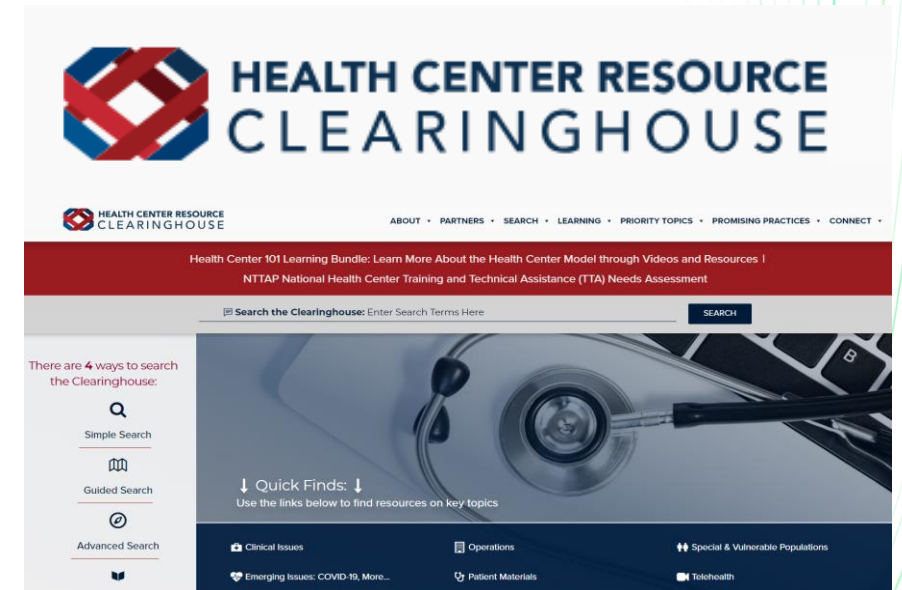 HEALTH CENTER RESOURCE
CLEARINGHOUSE
HEALTH CENTER RESOURCE
CLEARINGHOUSE
ABOUT • PARTNERS • SEARCH • LEARNING • PRIORITY TOPICS • PROMISING PRACTICES • CONNECT •
Health Center 101 Learning Bundle: Learn More About the Health Center Model through Videos and Resources |
NTTAP National Health Center Training and Technical Assistance (TTA) Needs Assessment
Search the Clearinghouse: Enter Search Terms Here
SEARCH
There are 4 ways to search
the Clearinghouse:
Simple Search
Guided Search
Advanced Search
B
↓ Quick Finds: ↓
Use the links below to find resources on key topics
Clinical Issues
Operations
Special & Vulnerable Populations
Emerging Issues: COVID-19, More...
Patient Materials
Telehealth